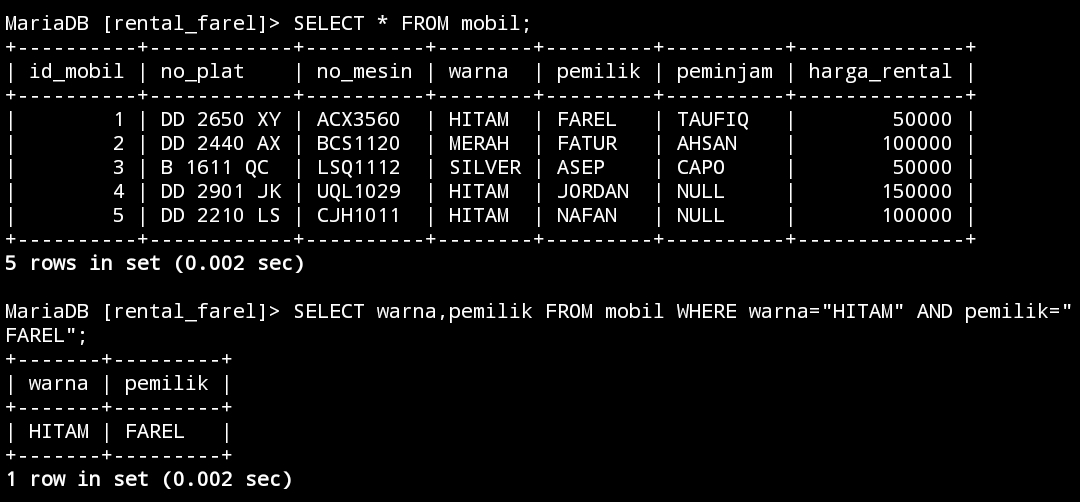 MariaDB [rental_farel]> SELECT * FROM mobil;
+----------+------------+----------+--------+---------+----------+--------------+
| id_mobil | no_plat    | no_mesin | warna  | pemilik | peminjam | harga_rental |
+----------+------------+----------+--------+---------+----------+--------------+
|        1 | DD 2650 XY | ACX3560  | HITAM  | FAREL   | TAUFIQ   |        50000 |
|        2 | DD 2440 AX | BCS1120  | MERAH  | FATUR   | AHSAN    |       100000 |
|        3 | B 1611 QC  | LSQ1112  | SILVER | ASEP    | CAPO     |        50000 |
|        4 | DD 2901 JK | UQL1029  | HITAM  | JORDAN  | NULL     |       150000 |
|        5 | DD 2210 LS | CJH1011  | HITAM  | NAFAN   | NULL     |       100000 |
+----------+------------+----------+--------+---------+----------+--------------+
5 rows in set (0.002 sec)

MariaDB [rental_farel]> SELECT warna,pemilik FROM mobil WHERE warna="HITAM" AND pemilik="
FAREL";
+-------+---------+
| warna | pemilik |
+-------+---------+
| HITAM | FAREL   |
+-------+---------+
1 row in set (0.002 sec)